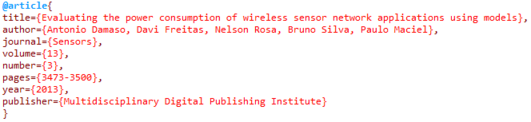 @article{
title={Evaluating the power consumption of wireless sensor network applications using models},
author={Antonio Damaso, Davi Freitas, Nelson Rosa, Bruno Silva, Paulo Maciel},
journal={Sensors},
volume={13},
number={3},
pages={3473-3500},
year={2013},
publisher={Multidisciplinary Digital Publishing Institute}
}